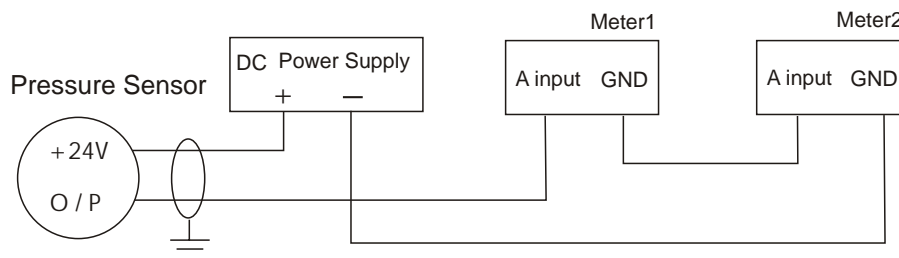 Meter1
Meter2
DC Power Supply
+ −
A input GND
A input GND
Pressure Sensor
+24V
O / P